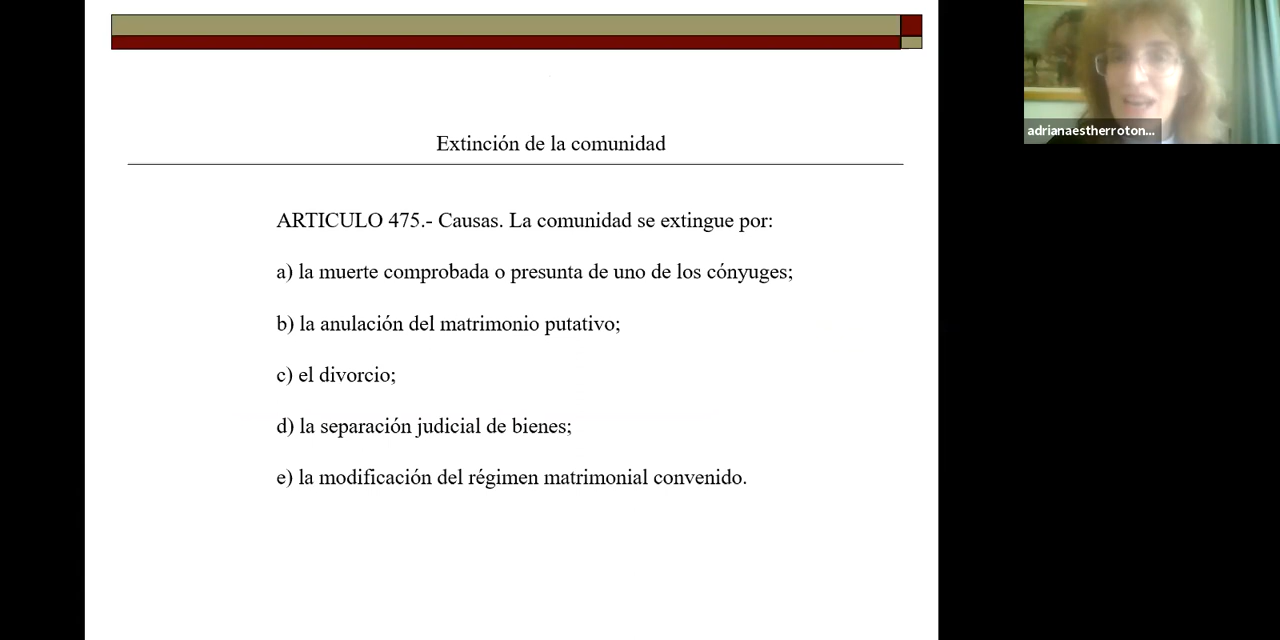 Extinción de la comunidad
ARTICULO 475.- Causas. La comunidad se extingue por:
a) la muerte comprobada o presunta de uno de los cónyuges;
b) la anulación del matrimonio putativo;
c) el divorcio;
d) la separación judicial de bienes;
e) la modificación del régimen matrimonial convenido.
adrianaestherroton...